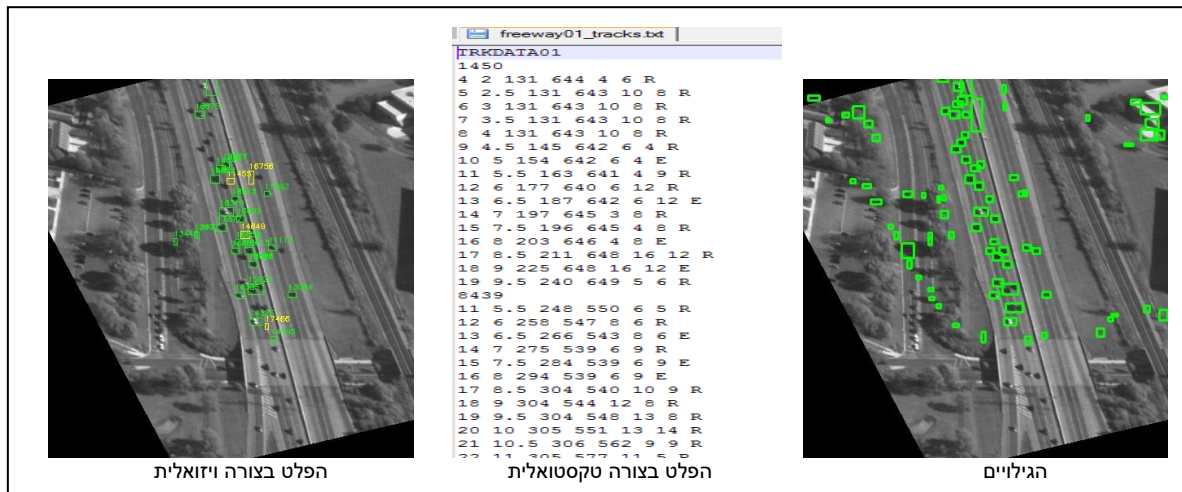 freeway01_tracks.txt
TRKDATA01
1450
4 2 131 644 4 6 R
5 2.5 131 643 10 8 R
6 3 131 643 10 8 R
7 3.5 131 643 10 8 R
8 4 131 643 10 8 R
9 4.5 145 642 6 4 R
10 5 154 642 6 4 E
11 5.5 163 641 4 9 R
12 6 177 640 6 12 R
13 6.5 187 642 6 12 E
14 7 197 645 3 8 R
15 7.5 196 645 4 8 R
16 8 203 646 4 8 E
17 8.5 211 648 16 12 R
18 9 225 648 16 12 E
19 9.5 240 649 5 6 R
8439
11 5.5 248 550 6 5 R
12 6 258 547 8 6 R
13 6.5 266 543 8 6 E
14 7 275 539 6 9 R
15 7.5 284 539 6 9 E
16 8 294 539 6 9 E
17 8.5 304 540 10 9 R
18 9 304 544 12 8 R
19 9.5 304 548 13 8 R
20 10 305 551 13 14 R
21 10.5 306 562 9 9 R
22 11 305 577 11 5 R
16756
14649
17466
הגילויים
הפלט בצורה טקסטואלית
הפלט בצורה ויזואלית